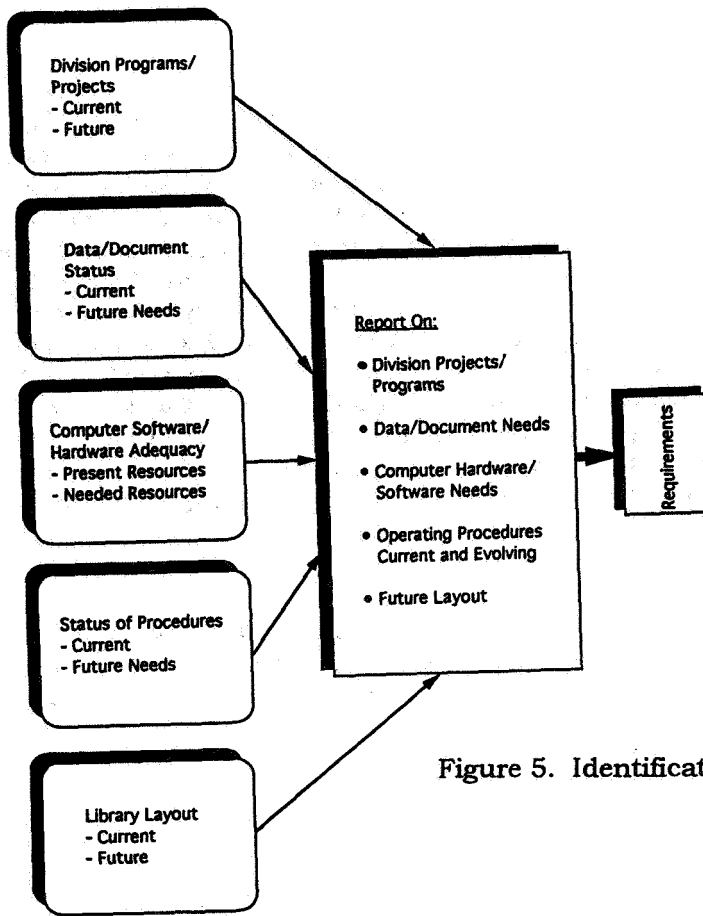 Division Programs/
Projects
- Current
- Future
Data/Document
Status
- Current
- Future Needs
Computer Software/
Hardware Adequacy
- Present Resources
- Needed Resources
Status of Procedures
- Current
- Future Needs
Library Layout
- Current
- Future
Report On:
• Division Projects/
Programs
• Data/Document Needs
• Computer Hardware/
Software Needs
• Operating Procedures
Current and Evolving
• Future Layout
Requirements
Figure 5. Identificat